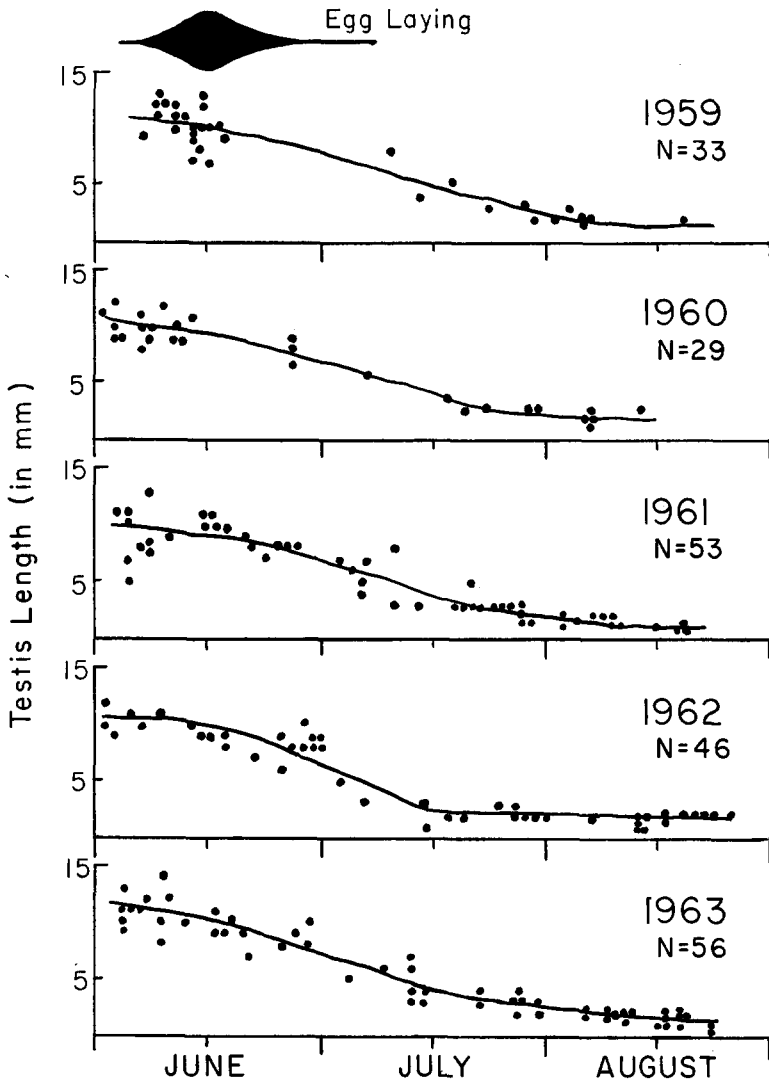 Egg Laying
15
5
1959
N=33
15
5
1960
N=29
Testis Length (in mm)
15
5
1961
N=53
15
5
1962
N=46
15
5
1963
N=56
JUNE JULY AUGUST